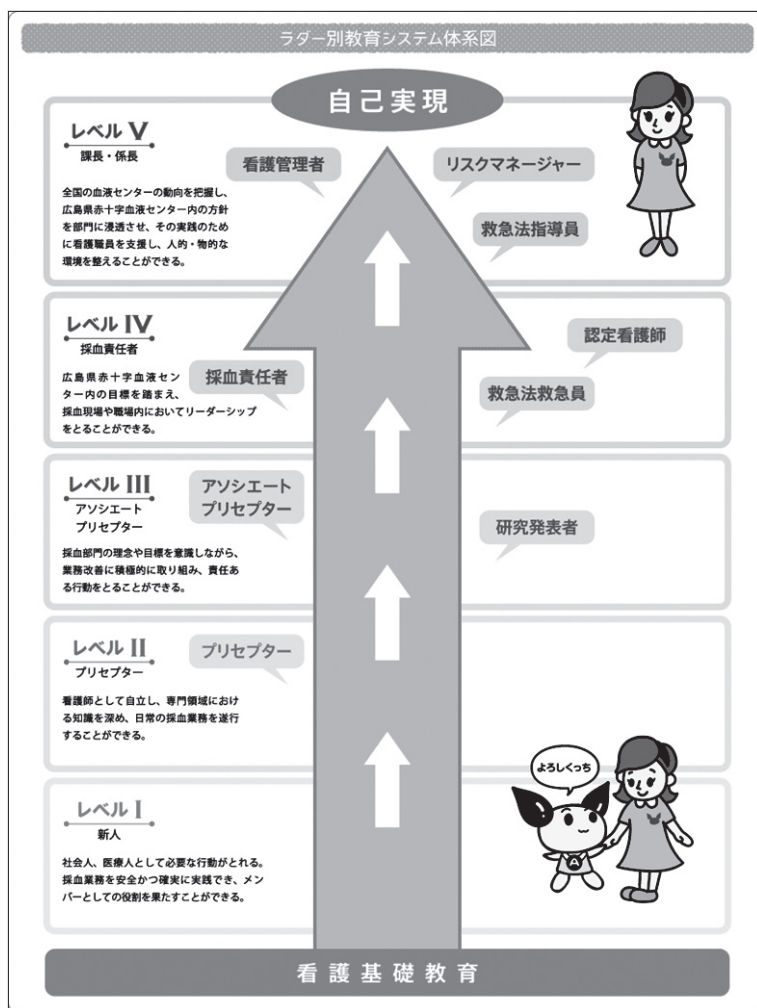 ラダー別教育システム体系図
自己実現
レベル V
課長・係長
全国の血液センターの動向を把握し、
広島県赤十字血液センター内の方針
を部門に浸透させ、その実践のため
に看護職員を支援し、人的・物的な
環境を整えることができる。
看護管理者
リスクマネージャー
救急法指導員
レベル IV
採血責任者
広島県赤十字血液セン
ター内の目標を踏まえ、
採血現場や職場内においてリーダーシップ
をとることができる。
採血責任者
認定看護師
救急法救急員
レベル III
アソシエート
プリセプター
採血部門の理念や目標を意識しながら、
業務改善に積極的に取り組み、責任あ
る行動をとることができる。
アソシエート
プリセプター
研究発表者
レベル II
プリセプター
看護師として自立し、専門領域におけ
る知識を深め、日常の採血業務を遂行
することができる。
プリセプター
レベル I
新人
社会人、医療人として必要な行動がとれる。
採血業務を安全かつ確実に実践でき、メン
バーとしての役割を果たすことができる。
よろしくっち
A
看護基礎教育